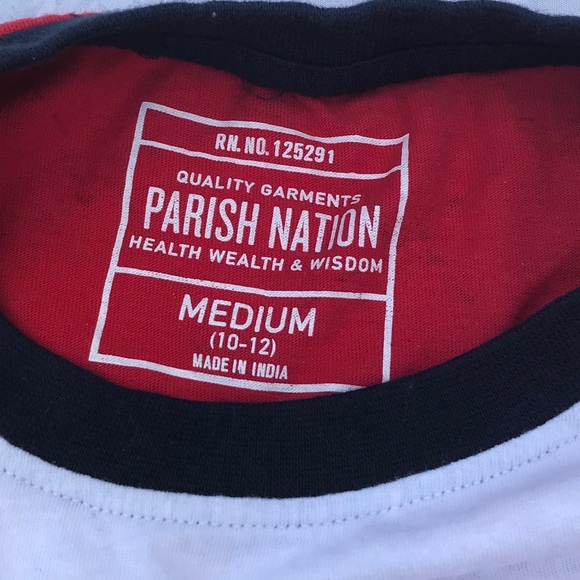 RN. NO. 125291
QUALITY GARMENTS
PARISH NATION
HEALTH WEALTH & WISDOM
MEDIUM
(10-12)
MADE IN INDIA